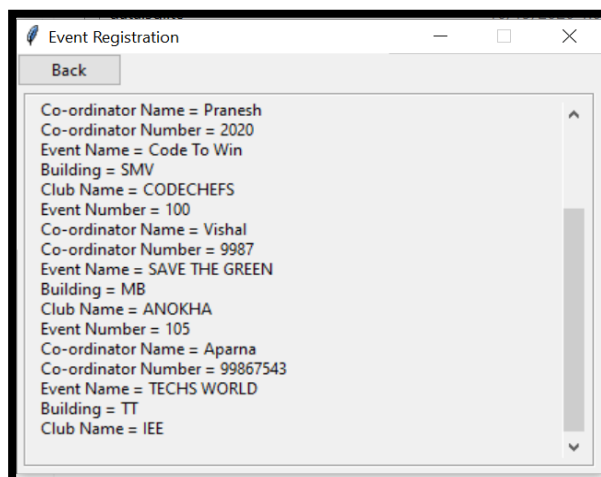 Event Registration
Back
Co-ordinator Name = Pranesh
Co-ordinator Number = 2020
Event Name = Code To Win
Building = SMV
Club Name = CODECHEFS
Event Number = 100
Co-ordinator Name = Vishal
Co-ordinator Number = 9987
Event Name = SAVE THE GREEN
Building = MB
Club Name = ANOKHA
Event Number = 105
Co-ordinator Name = Aparna
Co-ordinator Number = 99867543
Event Name = TECHS WORLD
Building = TT
Club Name = IEE